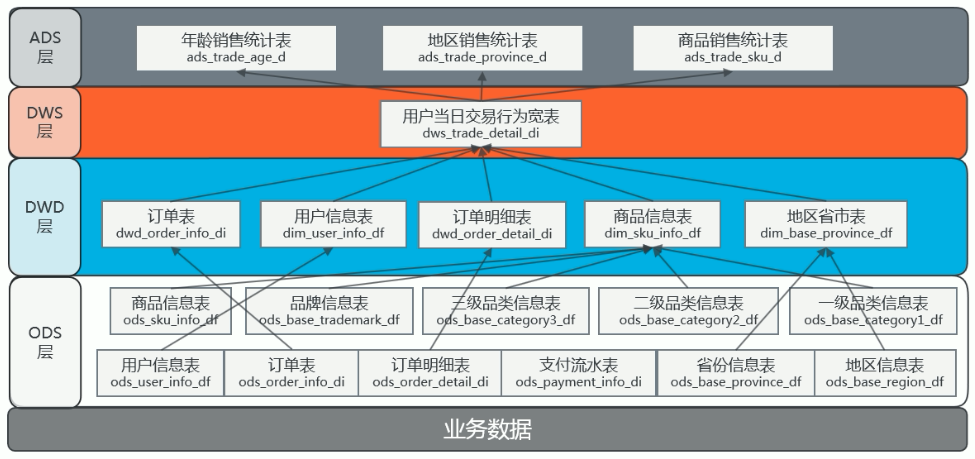 ADS
层
年龄销售统计表
ads_trade_age_d
地区销售统计表
ads_trade_province_d
商品销售统计表
ads_trade_sku_d
DWS
层
用户当日交易行为宽表
dws_trade_detail_di
DWD
层
订单表
dwd_order_info_di
用户信息表
dim_user_info_df
订单明细表
dwd_order_detail_di
商品信息表
dim_sku_info_df
地区省市表
dim_base_province_df
ODS
层
商品信息表
ods_sku_info_df
品牌信息表
ods_base_trademark_df
三级品类信息表
ods_base_category3_df
二级品类信息表
ods_base_category2_df
一级品类信息表
ods_base_category1_df
用户信息表
ods_user_info_df
订单表
ods_order_info_di
订单明细表
ods_order_detail_di
支付流水表
ods_payment_info_di
省份信息表
ods_base_province_df
地区信息表
ods_base_region_df
业务数据